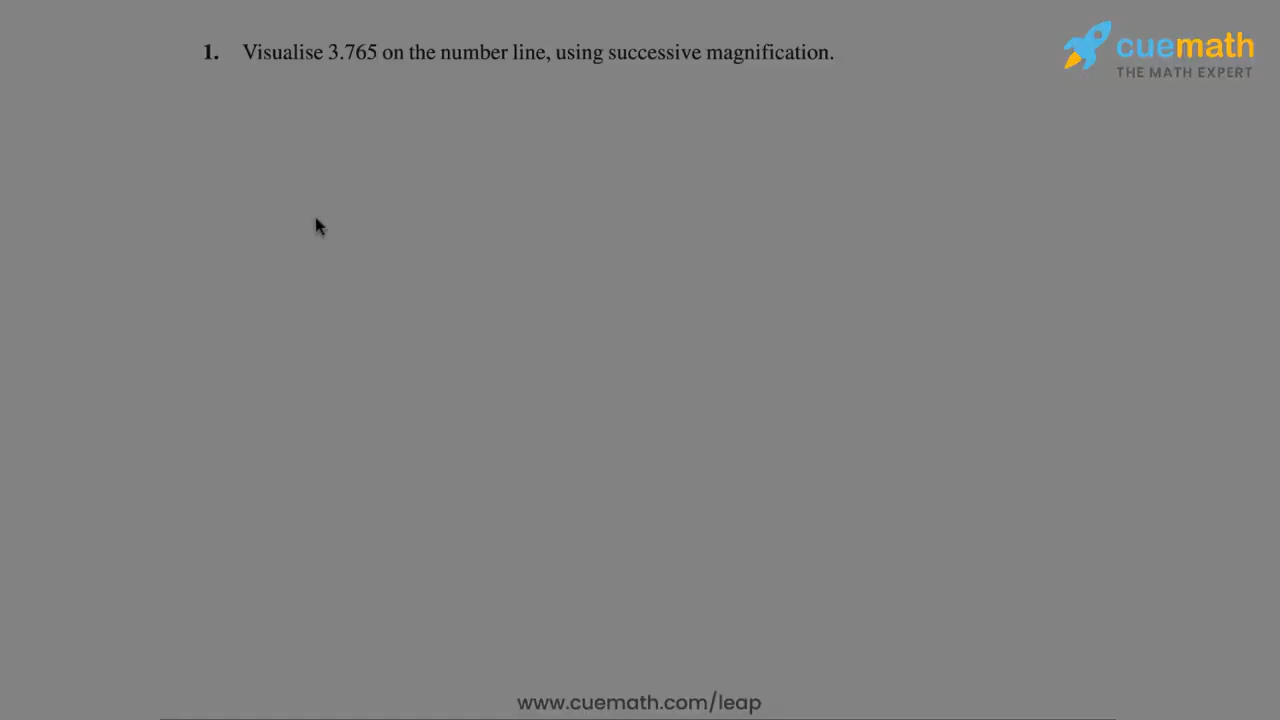 1. Visualise 3.765 on the number line, using successive magnification.
cuemath
THE MATH EXPERT
www.cuemath.com/leap